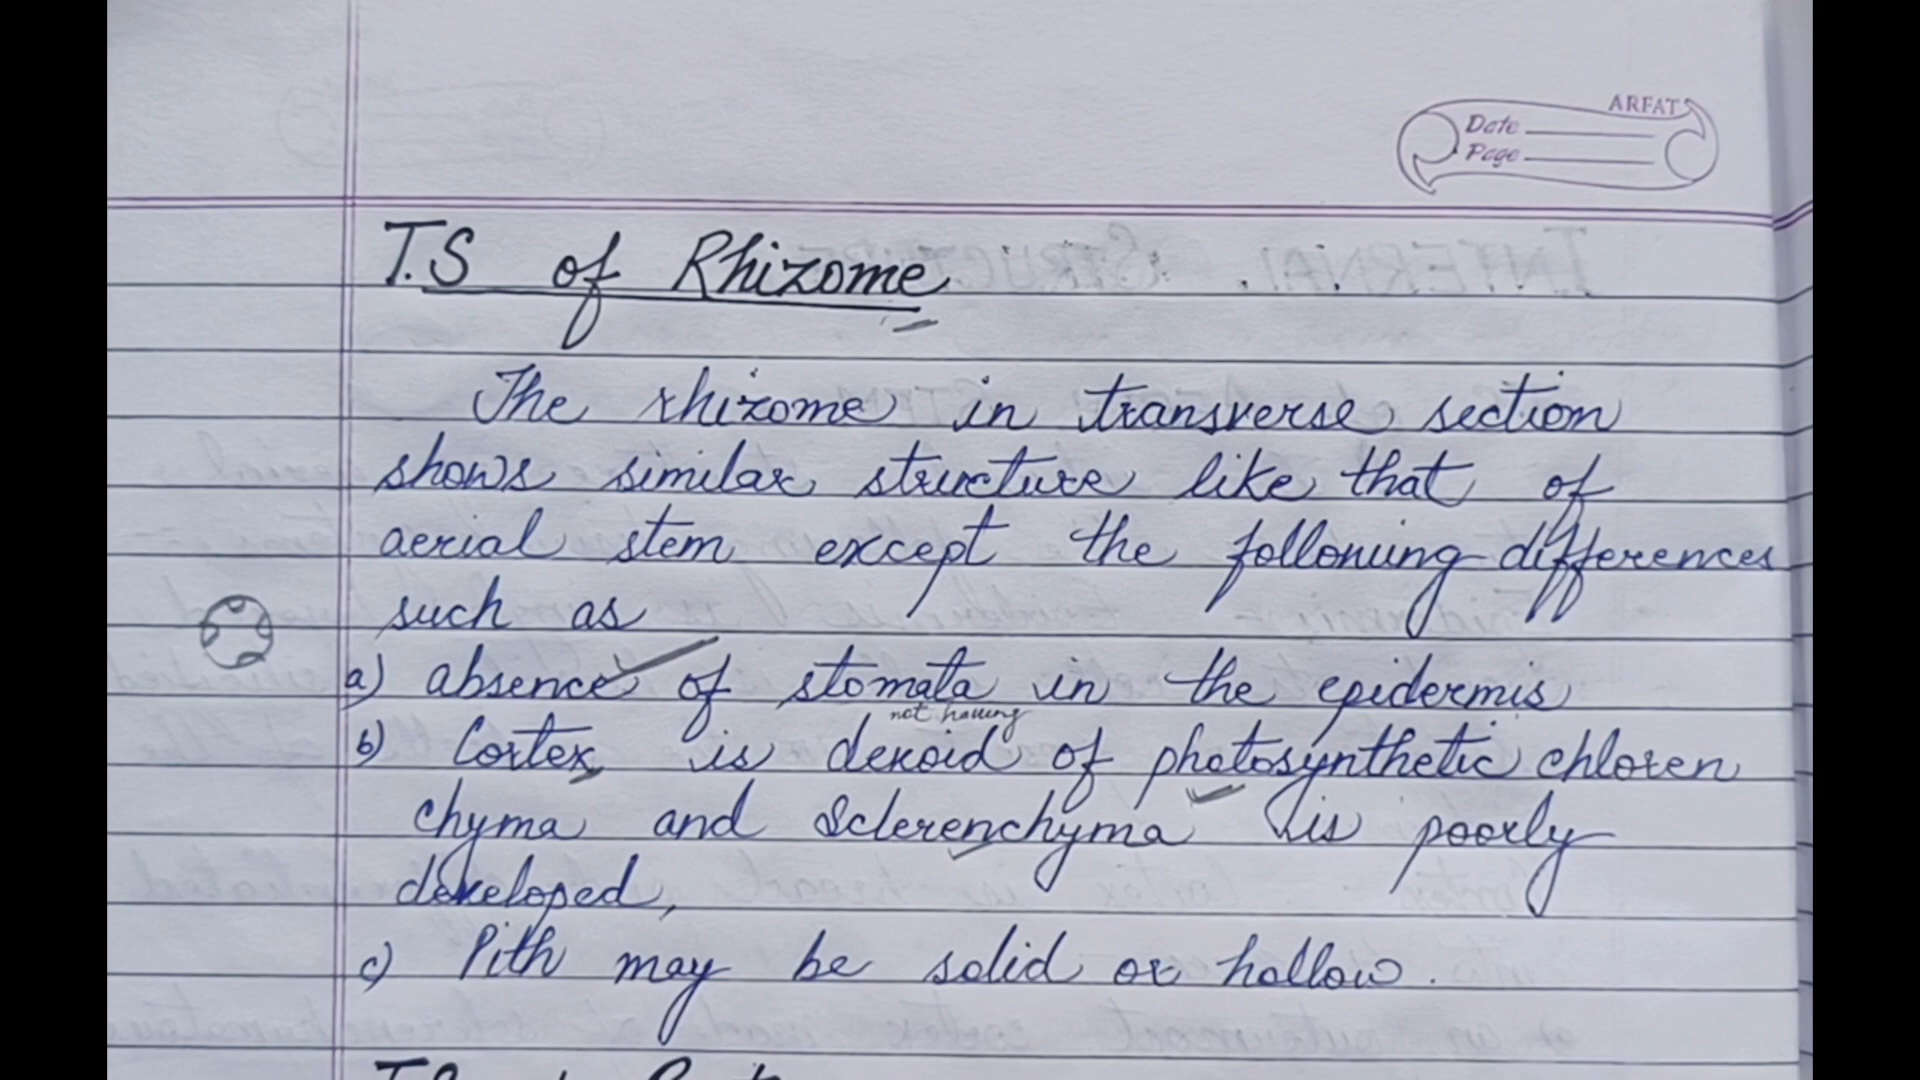 ARFAT
Date
Page
T.S of Rhizome
The rhizome in transverse section
shows similar structure like that of
aerial stem except the following differences
such as
a) absence of stomata in the epidermis
not having
b) Cortex is devoid of photosynthetic chloren
chyma and Sclerenchyma is poorly
developed,
c) Pith may be solid or hollow.